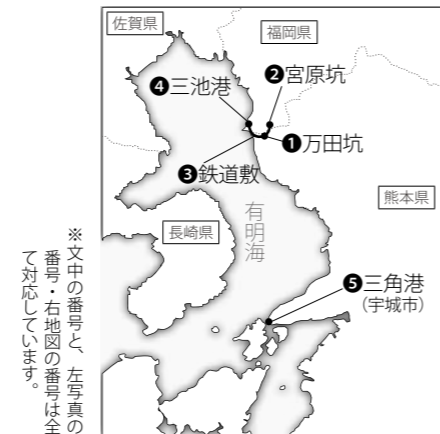 佐賀県
福岡県
❹三池港
❷宮原坑
❶万田坑
❸鉄道敷
熊本県
有明海
長崎県
❺三角港
(宇城市)
※文中の番号と、左写真の
番号・右地図の番号は全
て対応しています。